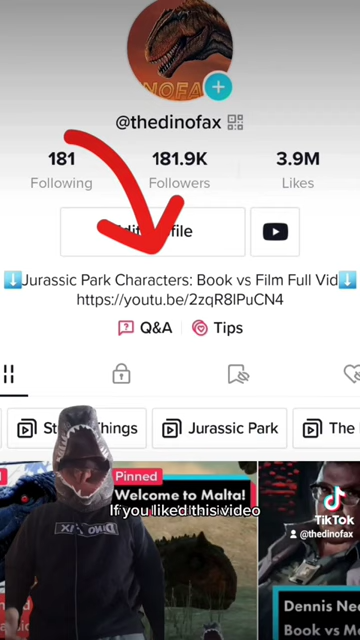 NOFA
@thedinofax
181 181.9K 3.9M
Following Followers Likes
⬇️Jurassic Park Characters: Book vs Film Full Vid⬇️
https://youtu.be/2zqR8lPuCN4
Q&A Tips
Things Jurassic Park The
Pinned
Welcome to Malta!
If you liked this video
TikTok
@thedinofax
Dennis Ne
Book vs M